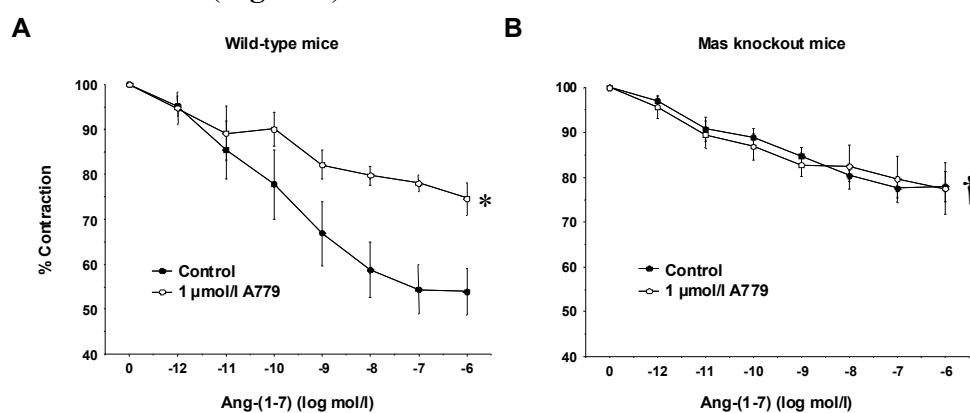 A
Wild-type mice
100
90
80
70
60
50
40
% Contraction
Control
1 µmol/l A779
*
0 -12 -11 -10 -9 -8 -7 -6
Ang-(1-7) (log mol/l)
B
Mas knockout mice
100
90
80
70
60
50
40
Control
1 µmol/l A779
0 -12 -11 -10 -9 -8 -7 -6
Ang-(1-7) (log mol/l)